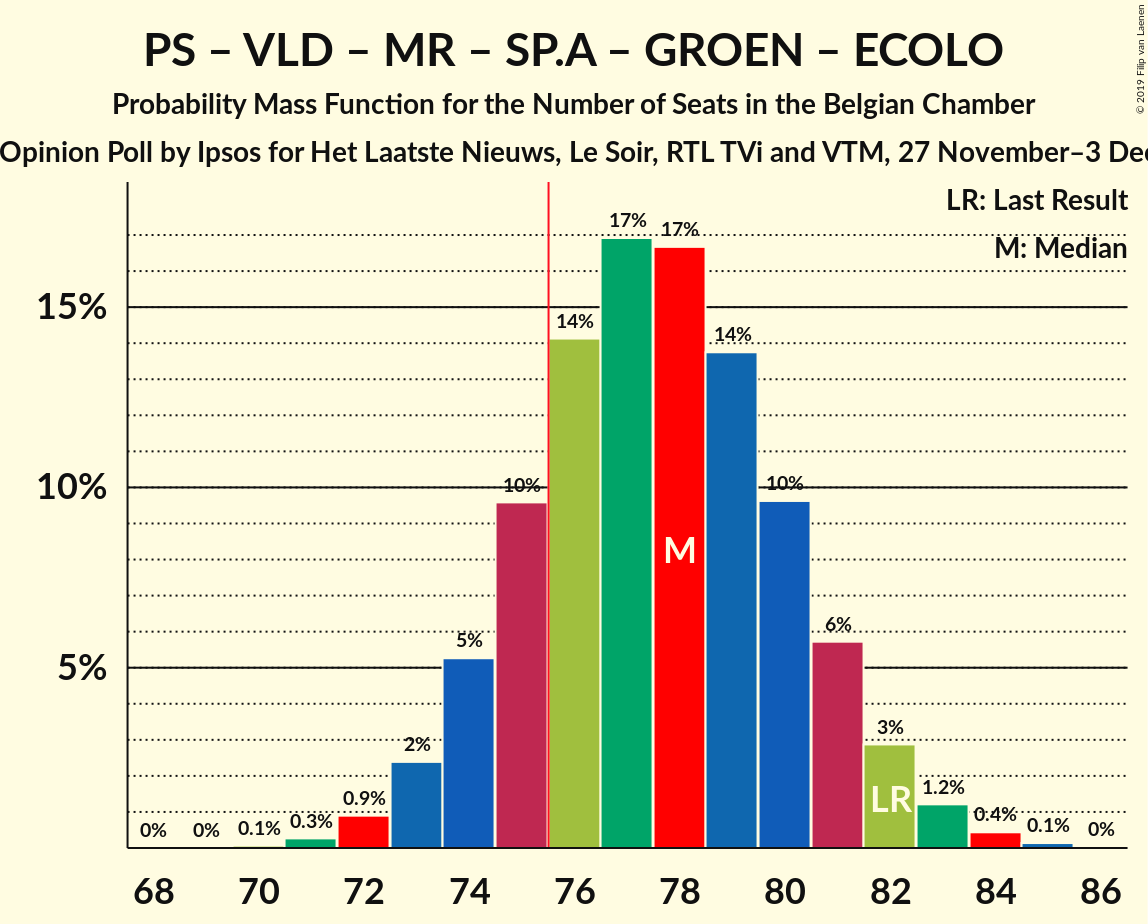 PS – VLD – MR – SP.A – GROEN – ECOLO
Probability Mass Function for the Number of Seats in the Belgian Chamber
Opinion Poll by Ipsos for Het Laatste Nieuws, Le Soir, RTL TVi and VTM, 27 November–3 Dec
© 2019 Filip van Laenen
LR: Last Result
M: Median
15%
10%
5%
0%
0%
0.1%
0.3%
0.9%
2%
5%
10%
14%
17%
17%
14%
10%
6%
3%
1.2%
0.4%
0.1%
0%
M
LR
68 70 72 74 76 78 80 82 84 86